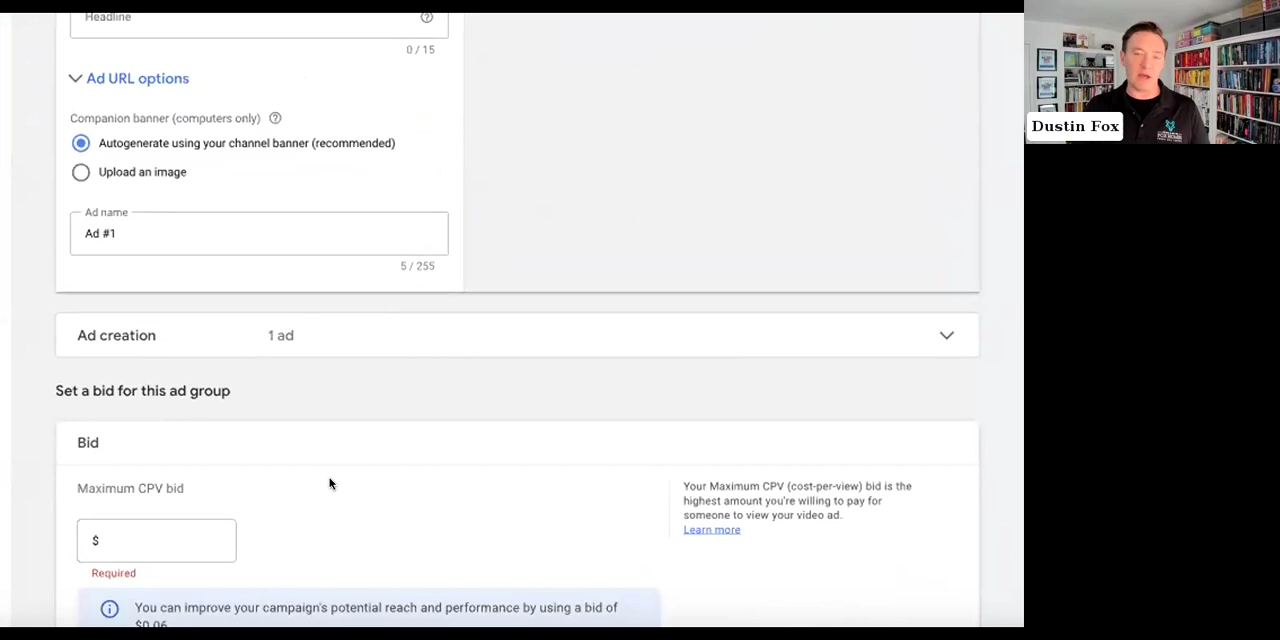 Headline
0 / 15
Ad URL options
Companion banner (computers only)
Autogenerate using your channel banner (recommended)
Upload an image
Ad name
Ad #1
5 / 255
Ad creation 1 ad
Set a bid for this ad group
Bid
Maximum CPV bid
$
Required
Your Maximum CPV (cost-per-view) bid is the
highest amount you're willing to pay for
someone to view your video ad.
Learn more
You can improve your campaign's potential reach and performance by using a bid of
$0.06
Dustin Fox